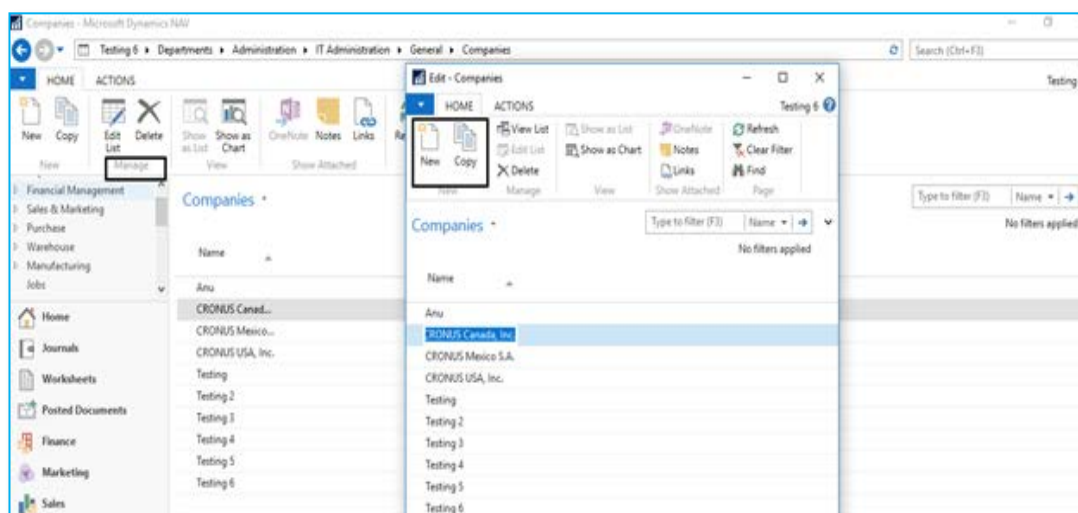 Companies - Microsoft Dynamics NAV
Testing 6 ▸ Departments ▸ Administration ▸ IT Administration ▸ General ▸ Companies
Search (Ctrl+F3)
HOME ACTIONS
Testing
New Copy Edit List Delete Show as List Show as Chart OneNote Notes Links Re
New Manage View Show Attached
Financial Management
Sales & Marketing
Purchase
Warehouse
Manufacturing
Jobs
Home
Journals
Worksheets
Posted Documents
Finance
Marketing
Sales
Companies
Type to filter (F3) Name
No filters applied
Name
Anu
CRONUS Canad...
CRONUS Mexico...
CRONUS USA, Inc.
Testing
Testing 2
Testing 3
Testing 4
Testing 5
Testing 6
Edit - Companies
HOME ACTIONS Testing 6
New Copy
View List
Edit List
Delete
Show as List
Show as Chart
OneNote
Notes
Links
Refresh
Clear Filter
Find
New Manage View Show Attached Page
Companies
Type to filter (F3) Name
No filters applied
Name
Anu
CRONUS Canada, Inc.
CRONUS Mexico S.A.
CRONUS USA, Inc.
Testing
Testing 2
Testing 3
Testing 4
Testing 5
Testing 6